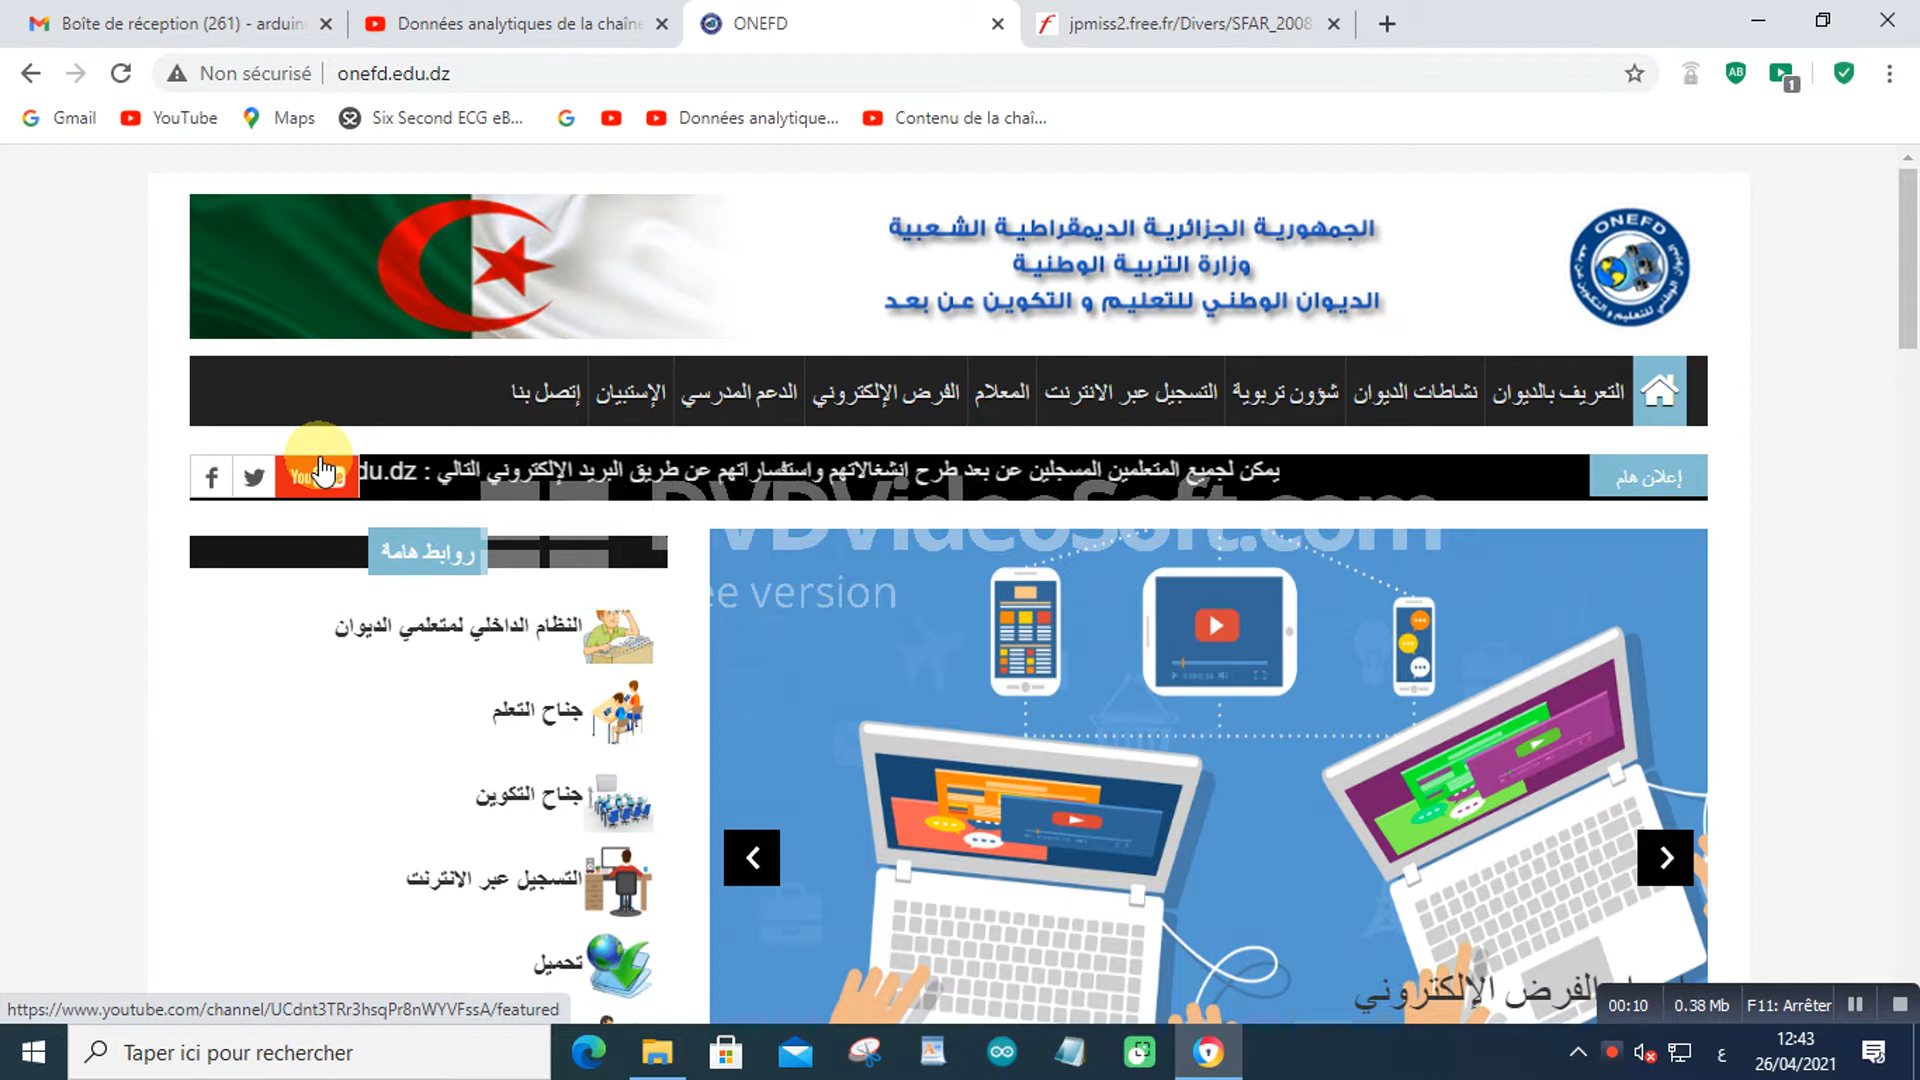 Boîte de réception (261) - arduin
Données analytiques de la chaîne
ONEFD
jpmiss2.free.fr/Divers/SFAR_2008
Non sécurisé
onefd.edu.dz
AB
1
Gmail
YouTube
Maps
Six Second ECG eB...
Données analytique...
Contenu de la chaî...
الجمهورية الجزائرية الديمقراطية الشعبية
وزارة التربية الوطنية
الديوان الوطني للتعليم و التكوين عن بعد
ONEFD
التعريف بالديوان
نشاطات الديوان
شؤون تربوية
التسجيل عبر الانترنت
المعلام
الفرض الإلكتروني
الدعم المدرسي
الإستبيان
إتصل بنا
إعلان هام
يمكن لجميع المتعلمين المسجلين عن بعد طرح إنشغالاتهم واستفساراتهم عن طريق البريد الإلكتروني التالي : du.dz
DVDVideoSoft.com
ee version
روابط هامة
النظام الداخلي لمتعلمي الديوان
جناح التعلم
جناح التكوين
التسجيل عبر الانترنت
تحميل
الفرض الإلكتروني
https://www.youtube.com/channel/UCdnt3TRr3hsqPr8nWYVFssA/featured
00:10
0.38 Mb
F11: Arrêter
Taper ici pour rechercher
ع
12:43
26/04/2021